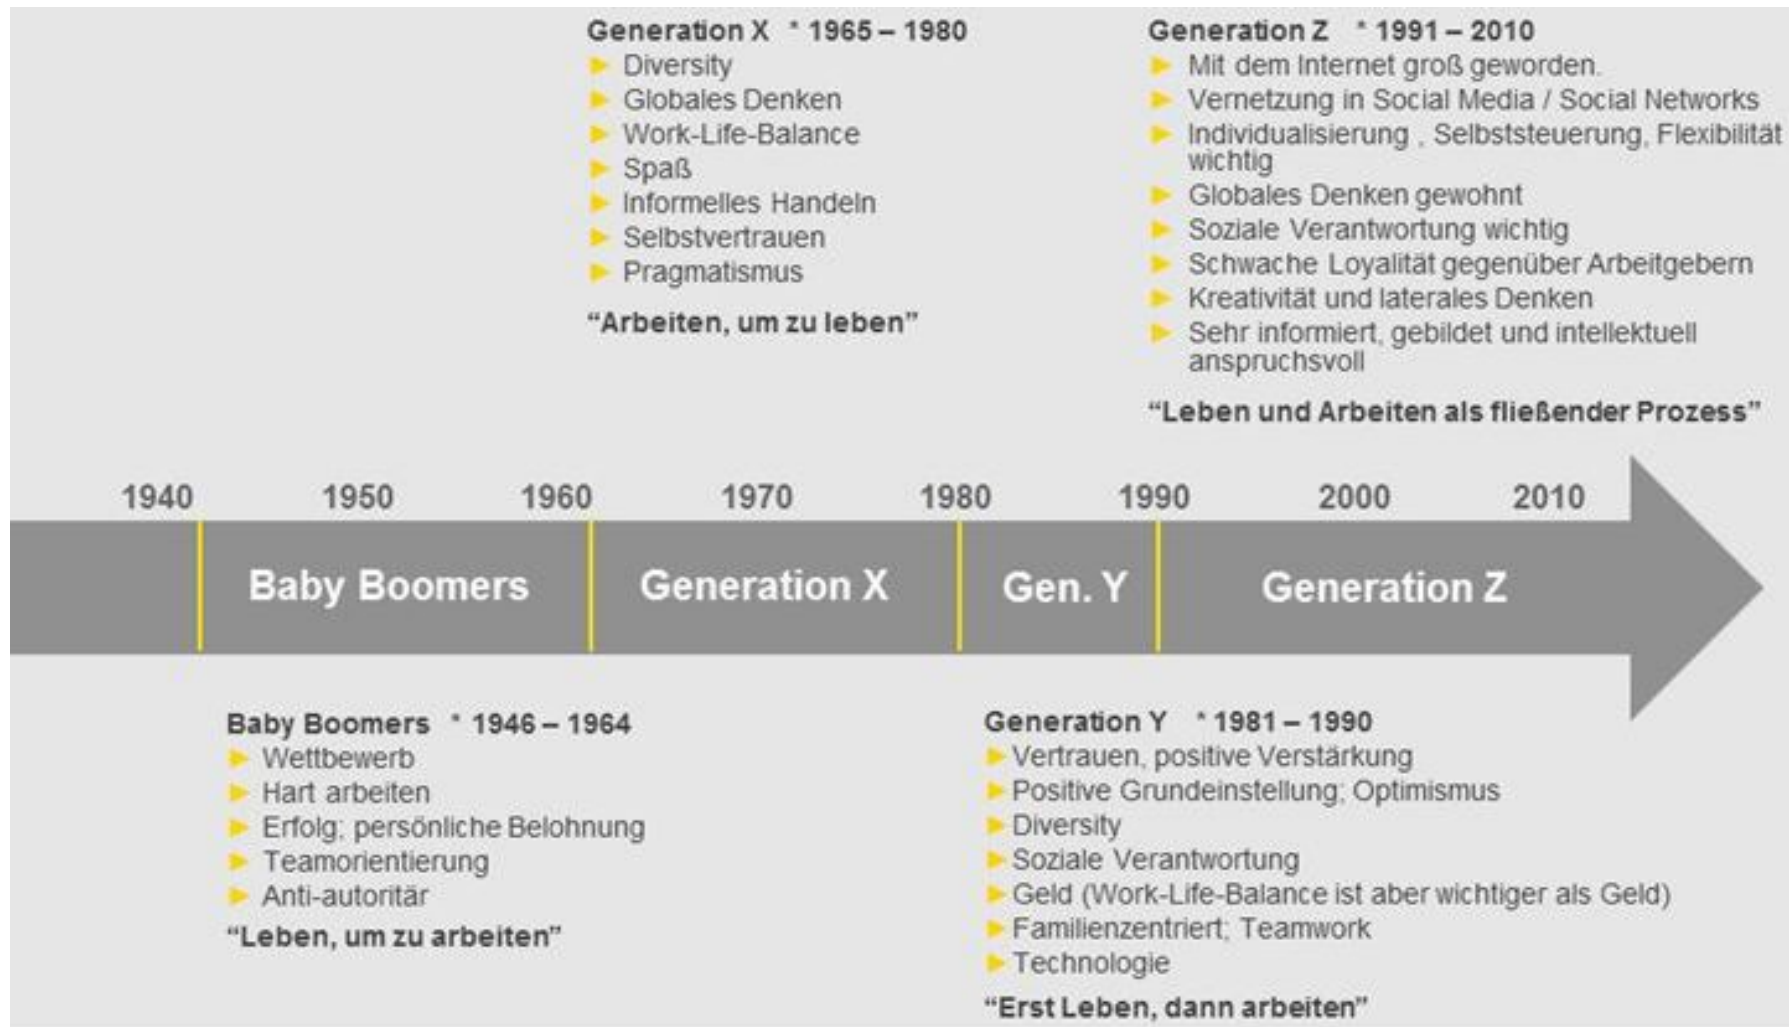 Generation X * 1965 – 1980
► Diversity
► Globales Denken
► Work-Life-Balance
► Spaß
► Informelles Handeln
► Selbstvertrauen
► Pragmatismus
“Arbeiten, um zu leben”
Generation Z * 1991 – 2010
► Mit dem Internet groß geworden.
► Vernetzung in Social Media / Social Networks
► Individualisierung , Selbststeuerung, Flexibilität
wichtig
► Globales Denken gewohnt
► Soziale Verantwortung wichtig
► Schwache Loyalität gegenüber Arbeitgebern
► Kreativität und laterales Denken
► Sehr informiert, gebildet und intellektuell
anspruchsvoll
“Leben und Arbeiten als fließender Prozess”
1940 1950 1960 1970 1980 1990 2000 2010
Baby Boomers Generation X Gen. Y Generation Z
Baby Boomers * 1946 – 1964
► Wettbewerb
► Hart arbeiten
► Erfolg; persönliche Belohnung
► Teamorientierung
► Anti-autoritär
“Leben, um zu arbeiten”
Generation Y * 1981 – 1990
► Vertrauen, positive Verstärkung
► Positive Grundeinstellung; Optimismus
► Diversity
► Soziale Verantwortung
► Geld (Work-Life-Balance ist aber wichtiger als Geld)
► Familienzentriert; Teamwork
► Technologie
“Erst Leben, dann arbeiten”